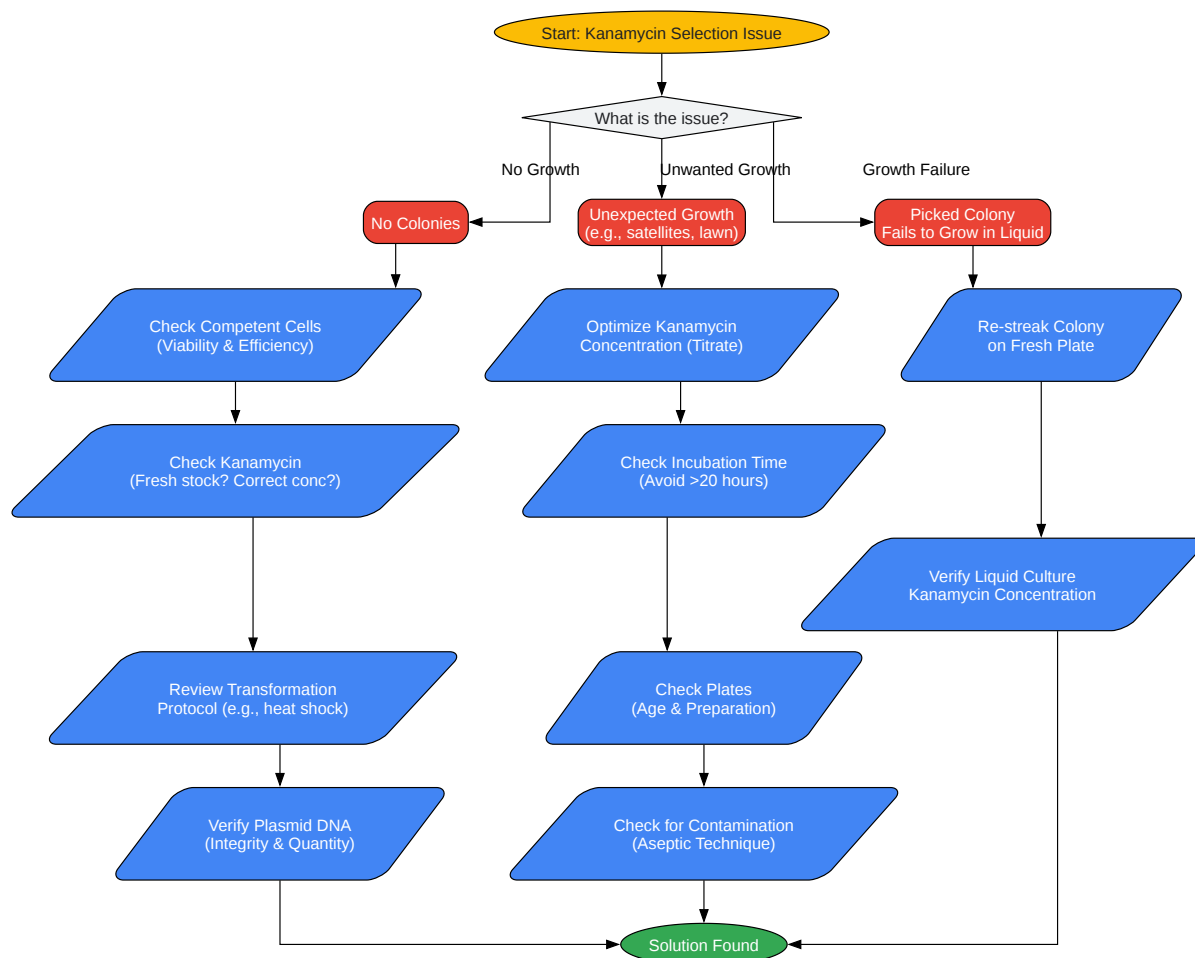 Start: Kanamycin Selection Issue
What is the issue?
No Growth
Unwanted Growth
Growth Failure
No Colonies
Unexpected Growth
(e.g., satellites, lawn)
Picked Colony
Fails to Grow in Liquid
Check Competent Cells
(Viability & Efficiency)
Optimize Kanamycin
Concentration (Titrate)
Re-streak Colony
on Fresh Plate
Check Kanamycin
(Fresh stock? Correct conc?)
Check Incubation Time
(Avoid >20 hours)
Verify Liquid Culture
Kanamycin Concentration
Review Transformation
Protocol (e.g., heat shock)
Check Plates
(Age & Preparation)
Verify Plasmid DNA
(Integrity & Quantity)
Check for Contamination
(Aseptic Technique)
Solution Found